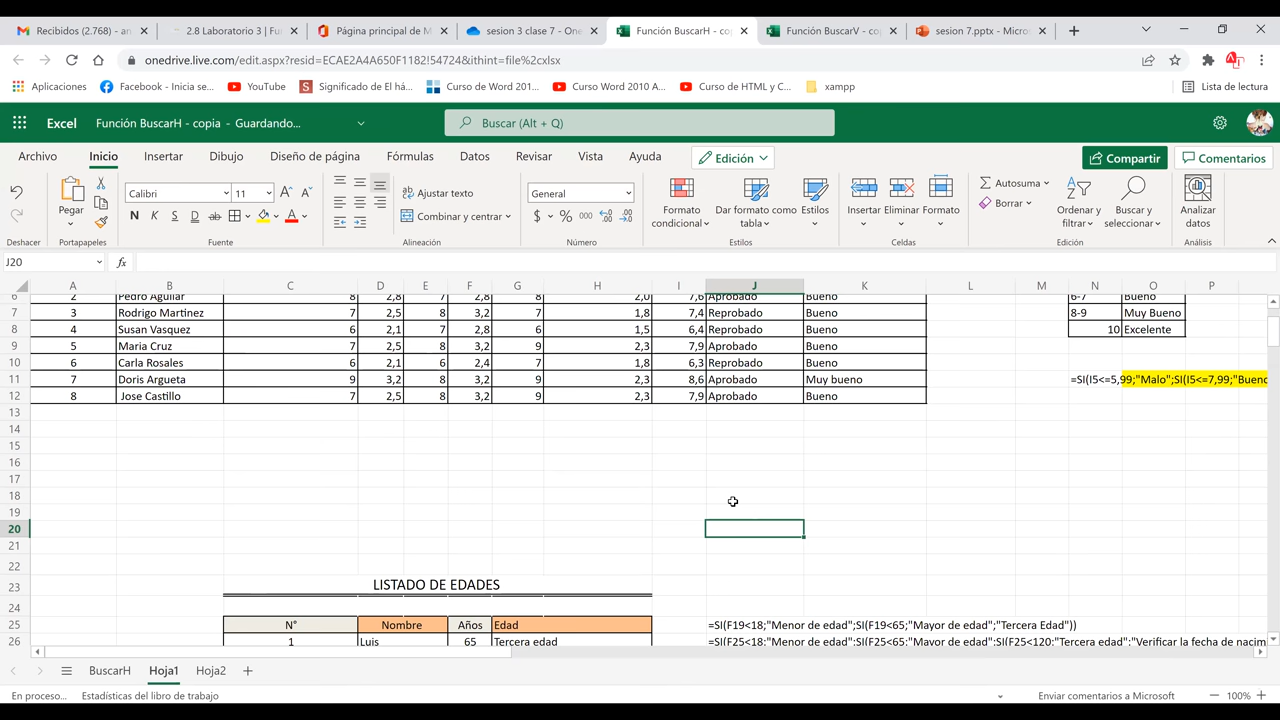 Recibidos (2.768) - an
2.8 Laboratorio 3 | Fun
Página principal de M
sesion 3 clase 7 - One
Función BuscarH - cop
Función BuscarV - co
sesion 7.pptx - Micros
onedrive.live.com/edit.aspx?resid=ECAE2A4A650F1182!54724&ithint=file%2cxlsx
Aplicaciones
Facebook - Inicia se...
YouTube
Significado de El há...
Curso Word 201...
Curso Word 2010 A...
Curso de HTML y C...
xampp
Lista de lectura
Excel
Función BuscarH - copia - Guardando...
Buscar (Alt + Q)
Archivo Inicio Insertar Dibujo Diseño de página Fórmulas Datos Revisar Vista Ayuda Edición Compartir Comentarios
Pegar
Calibri 11
N K S D ab
Ajustar texto
Combinar y centrar
General
$ % 000
Formato condicional
Dar formato como tabla
Estilos
Insertar Eliminar Formato
Autosuma
Borrar
Ordenar y filtrar
Buscar y seleccionar
Analizar datos
Deshacer Portapapeles Fuente Alineación Número Estilos Celdas Edición Análisis
J20 fx
A B C D E F G H I J K L M N O P
6 2 Pedro Aguilar 8 2,8 7 2,8 8 2,0 7,6 Aprobado Bueno 6-7 Bueno
7 3 Rodrigo Martinez 7 2,5 8 3,2 7 1,8 7,4 Reprobado Bueno 8-9 Muy Bueno
8 4 Susan Vasquez 6 2,1 7 2,8 6 1,5 6,4 Reprobado Bueno 10 Excelente
9 5 Maria Cruz 7 2,5 8 3,2 9 2,3 7,9 Aprobado Bueno
10 6 Carla Rosales 6 2,1 6 2,4 7 1,8 6,3 Reprobado Bueno
11 7 Doris Argueta 9 3,2 8 3,2 9 2,3 8,6 Aprobado Muy bueno =SI(I5<=5,99;"Malo";SI(I5<=7,99;"Bueno
12 8 Jose Castillo 7 2,5 8 3,2 9 2,3 7,9 Aprobado Bueno
13
14
15
16
17
18
19
20
21
22
23 LISTADO DE EDADES
24
25 N° Nombre Años Edad =SI(F19<18;"Menor de edad";SI(F19<65;"Mayor de edad";"Tercera Edad"))
26 1 Luis 65 Tercera edad =SI(F25<18;"Menor de edad";SI(F25<65;"Mayor de edad";SI(F25<120;"Tercera edad";"Verificar la fecha de nacim
BuscarH Hoja1 Hoja2
En proceso... Estadísticas del libro de trabajo Enviar comentarios a Microsoft 100%